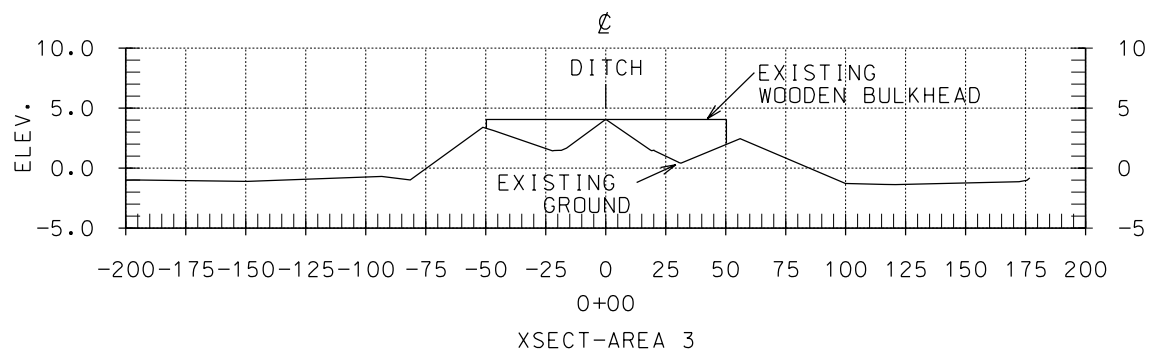 ℄
10.0 10
DITCH
EXISTING
WOODEN BULKHEAD
5.0 5
ELEV.
0.0 0
EXISTING
GROUND
-5.0 -5
-200 -175 -150 -125 -100 -75 -50 -25 0 25 50 75 100 125 150 175 200
0+00
XSECT-AREA 3